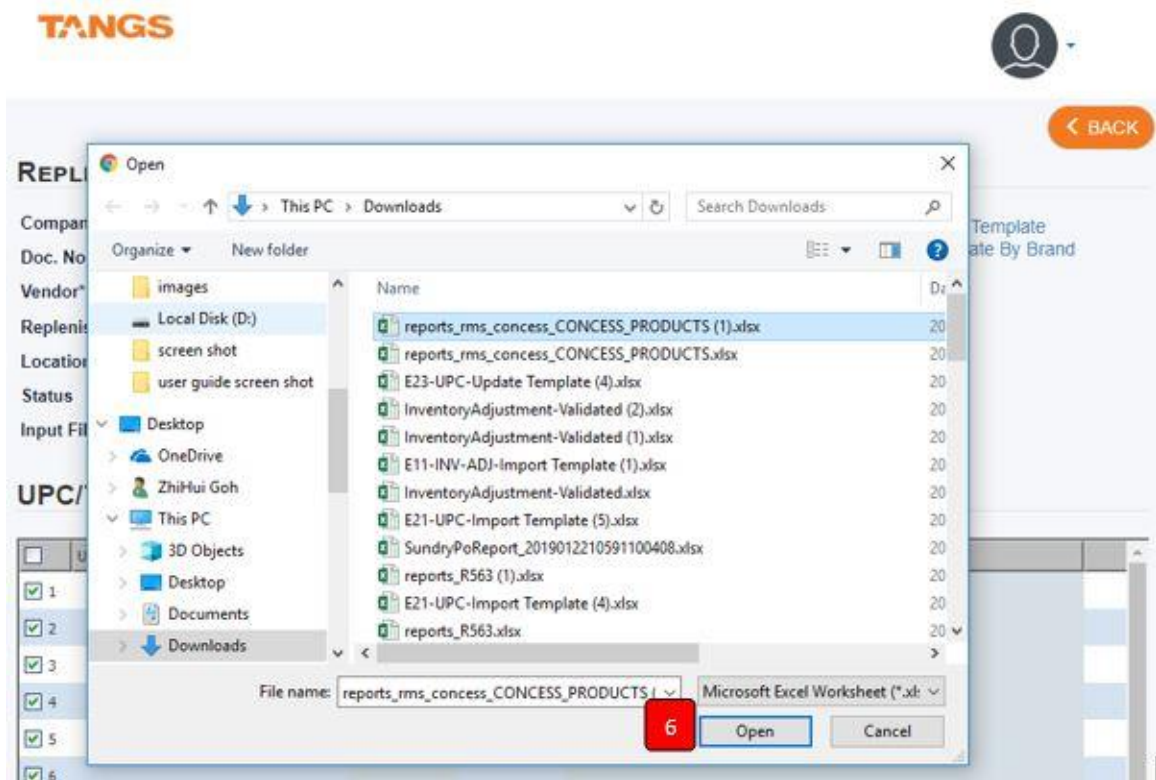 TANGS
BACK
REPL
Open
This PC > Downloads
Search Downloads
Compan
Template
Doc. No
Organize
New folder
ate By Brand
Vendor*
images
Name
Da
Replenis
Local Disk (D:)
reports_rms_concess_CONCESS_PRODUCTS (1).xlsx
20
screen shot
reports_rms_concess_CONCESS_PRODUCTS.xlsx
20
Location
user guide screen shot
E23-UPC-Update Template (4).xlsx
20
Status
InventoryAdjustment-Validated (2).xlsx
20
Input Fil
Desktop
InventoryAdjustment-Validated (1).xlsx
20
OneDrive
E11-INV-ADJ-Import Template (1).xlsx
20
UPC/
ZhiHui Goh
InventoryAdjustment-Validated.xlsx
20
This PC
E21-UPC-Import Template (5).xlsx
20
3D Objects
SundryPoReport_2019012210591100408.xlsx
20
Desktop
reports_R563 (1).xlsx
20
1
Documents
E21-UPC-Import Template (4).xlsx
20
2
Downloads
reports_R563.xlsx
20
3
File name:
reports_rms_concess_CONCESS_PRODUCTS (
Microsoft Excel Worksheet (*.xl
4
6
Open
Cancel
5
6